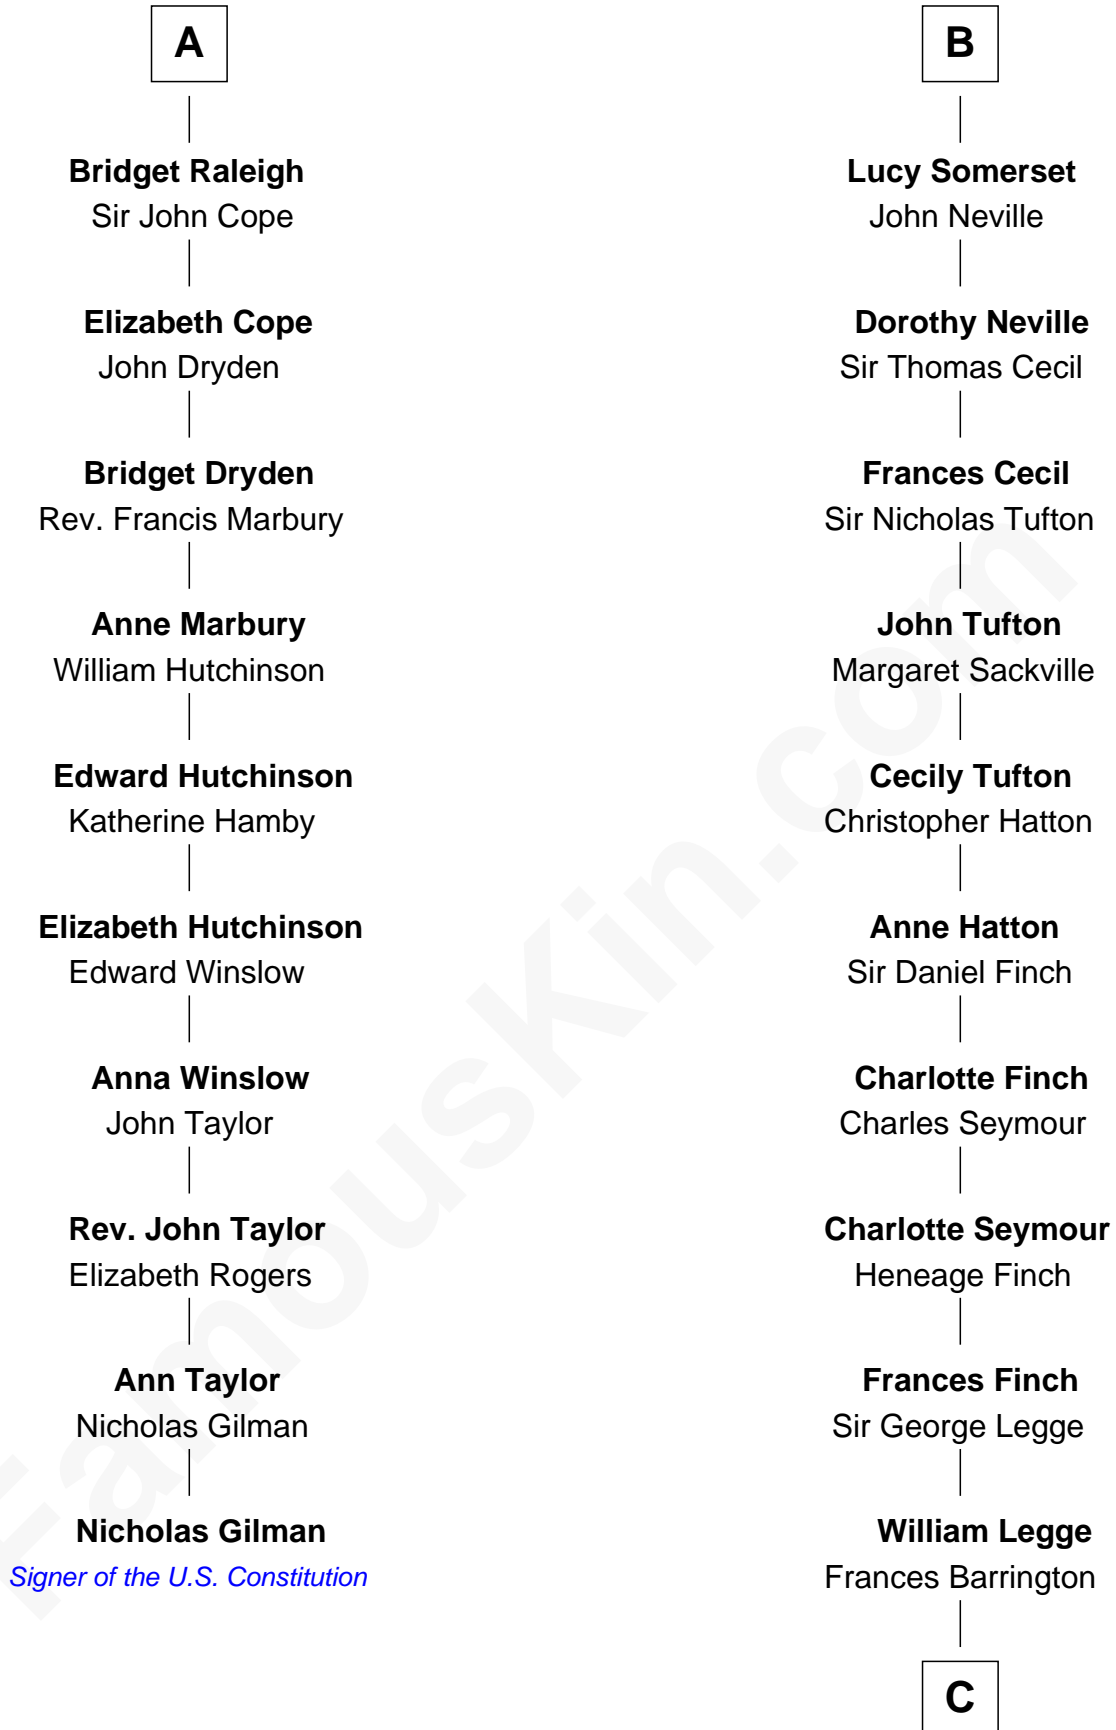 A
Bridget Raleigh
Sir John Cope
Elizabeth Cope
John Dryden
Bridget Dryden
Rev. Francis Marbury
Anne Marbury
William Hutchinson
Edward Hutchinson
Katherine Hamby
Elizabeth Hutchinson
Edward Winslow
Anna Winslow
John Taylor
Rev. John Taylor
Elizabeth Rogers
Ann Taylor
Nicholas Gilman
Nicholas Gilman
Signer of the U.S. Constitution
B
Lucy Somerset
John Neville
Dorothy Neville
Sir Thomas Cecil
Frances Cecil
Sir Nicholas Tufton
John Tufton
Margaret Sackville
Cecily Tufton
Christopher Hatton
Anne Hatton
Sir Daniel Finch
Charlotte Finch
Charles Seymour
Charlotte Seymour
Heneage Finch
Frances Finch
Sir George Legge
William Legge
Frances Barrington
C
FamousKin.com